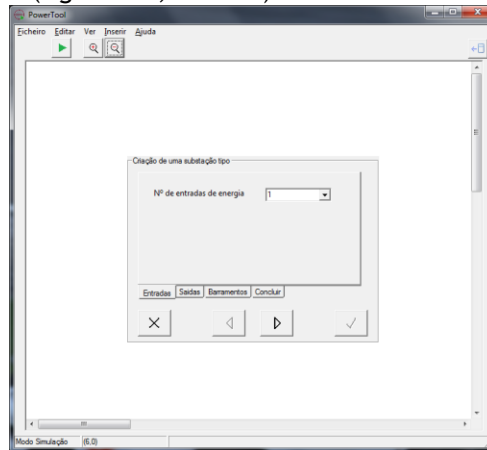 PowerTool
Ficheiro Editar Ver Inserir Ajuda
Criação de uma substação tipo
Nº de entradas de energia 1
Entradas Saidas Barramentos Concluir
Modo Simulação (6.0)